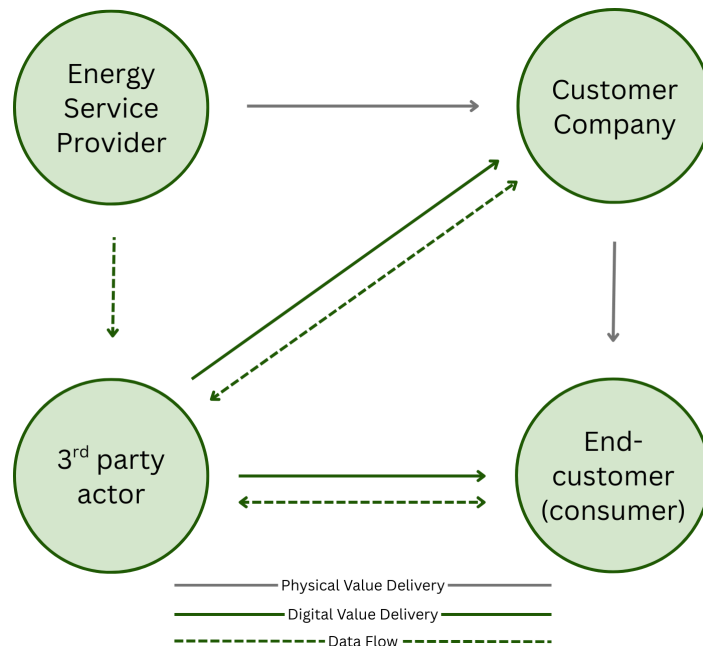 Energy
Service
Provider
Customer
Company
3rd party
actor
End-
customer
(consumer)
Physical Value Delivery
Digital Value Delivery
Data Flow